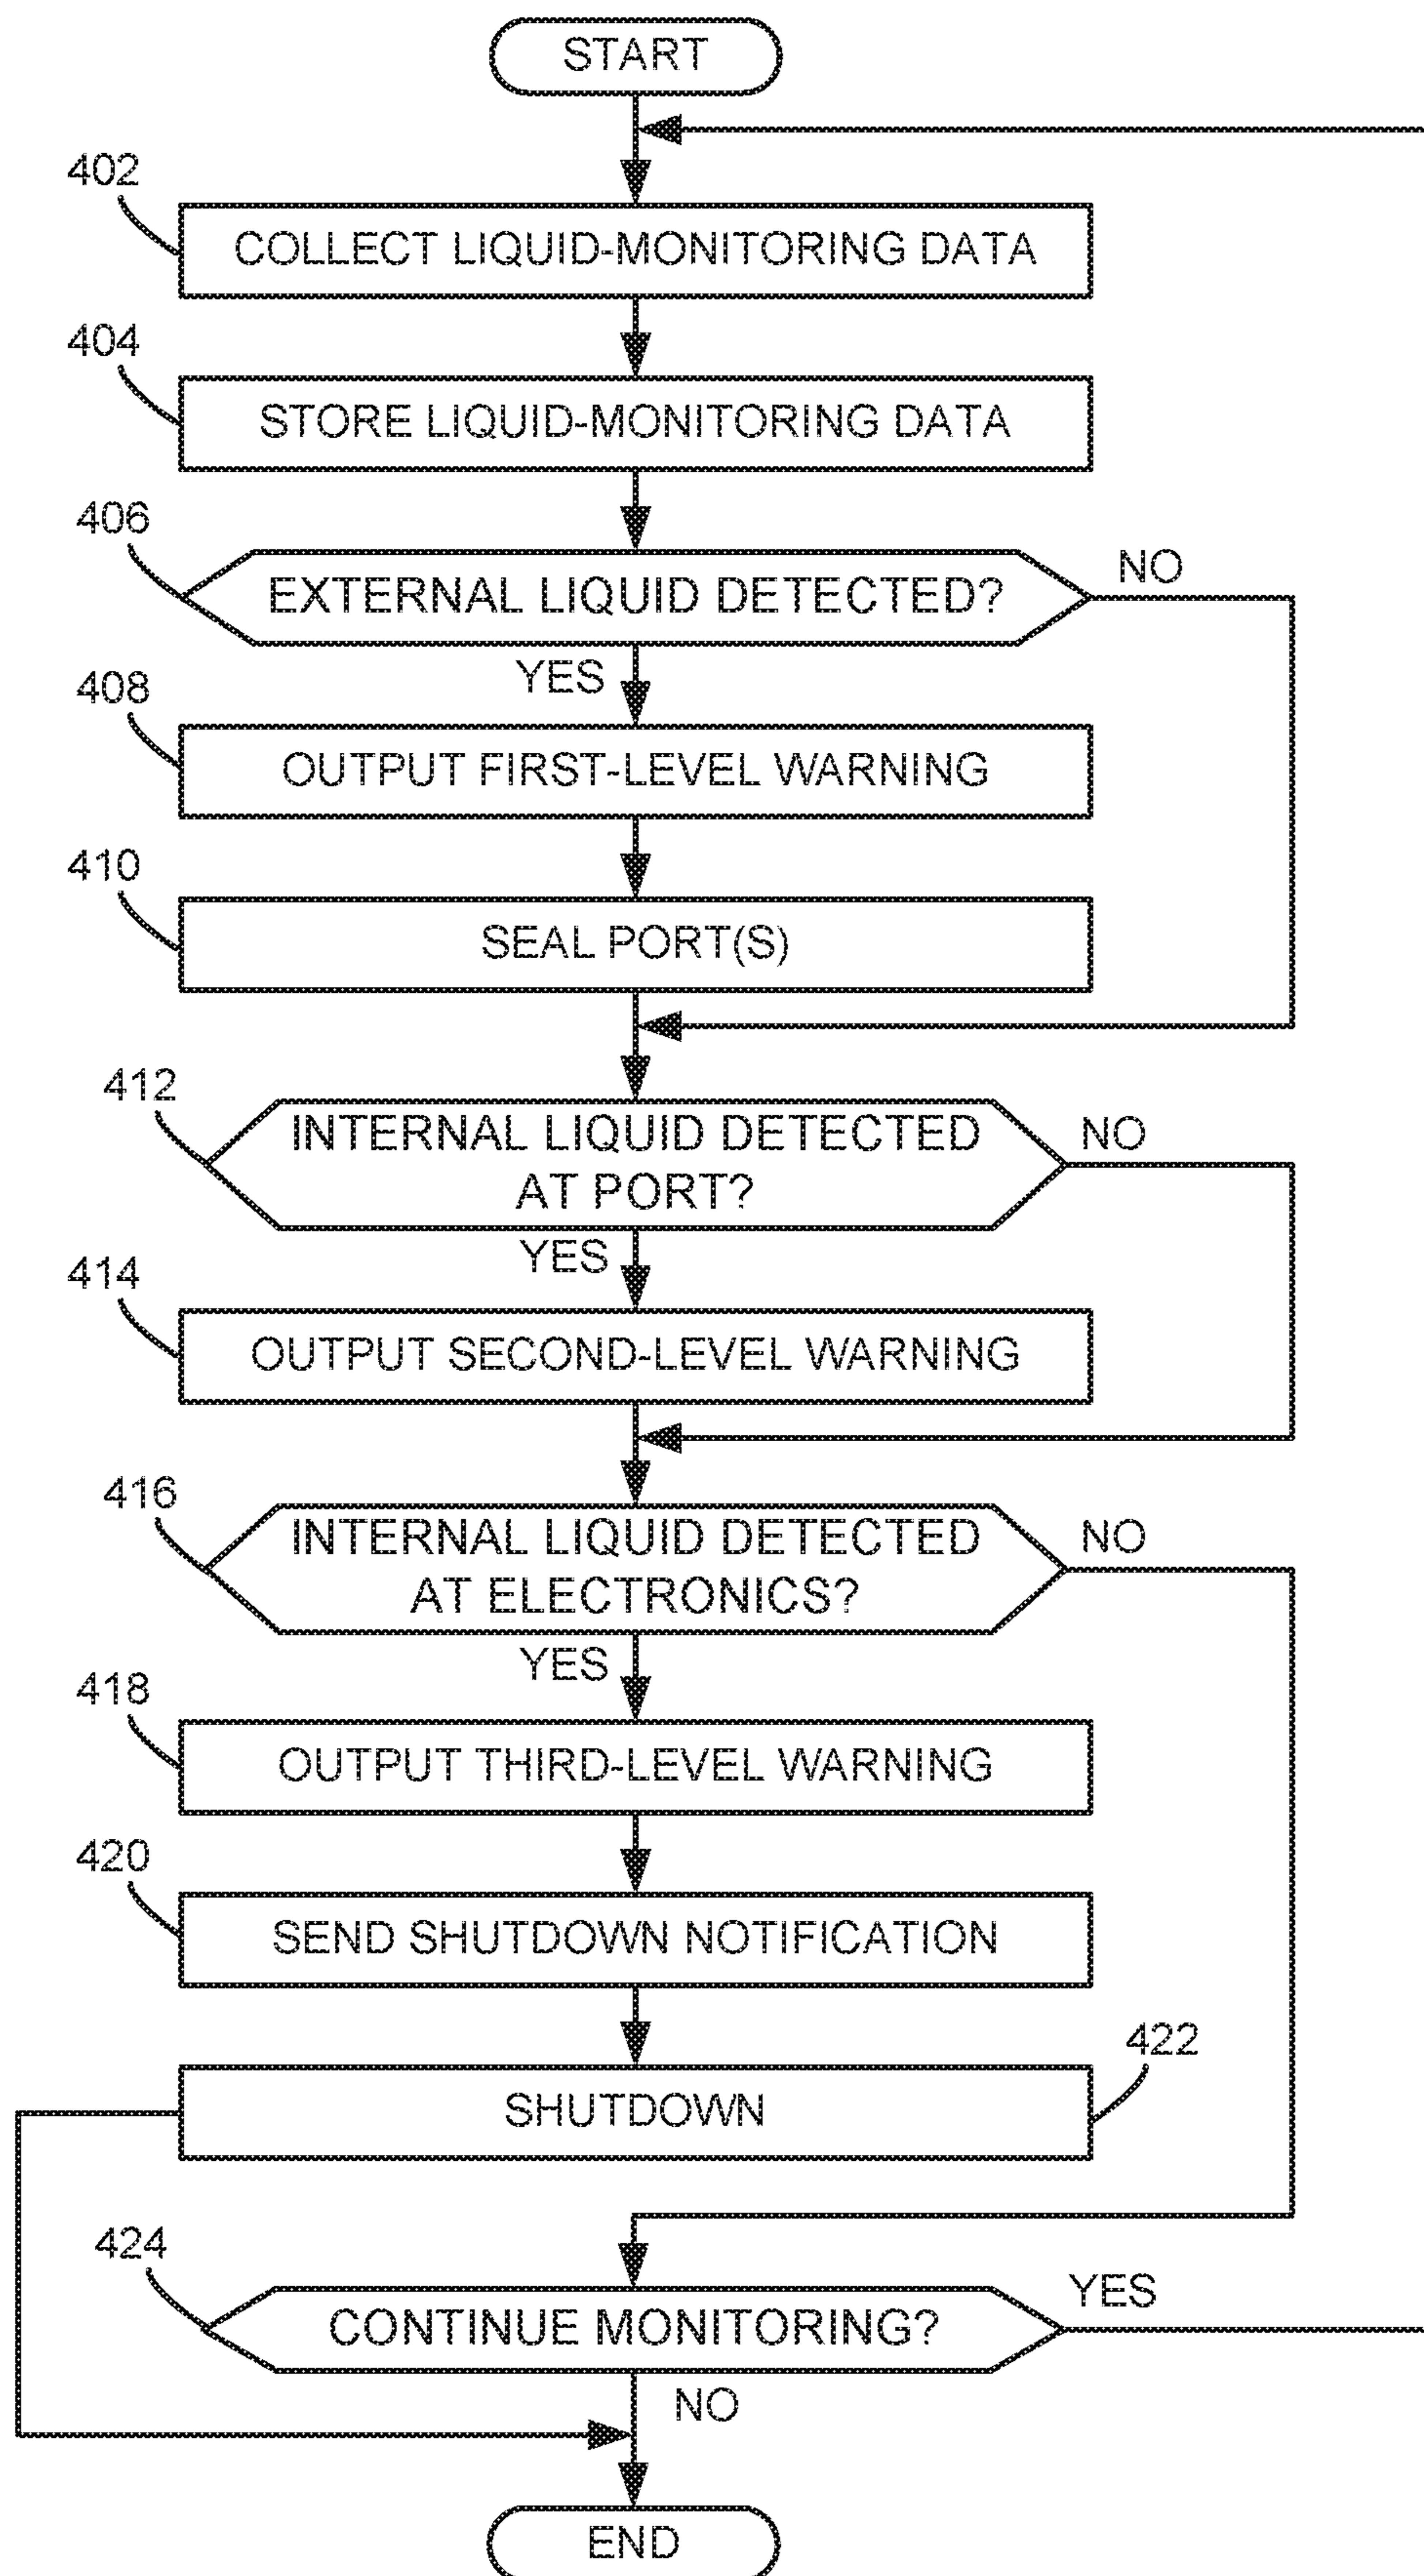 START
402
COLLECT LIQUID-MONITORING DATA
404
STORE LIQUID-MONITORING DATA
406
EXTERNAL LIQUID DETECTED?
NO
YES
408
OUTPUT FIRST-LEVEL WARNING
410
SEAL PORT(S)
412
INTERNAL LIQUID DETECTED
AT PORT?
NO
YES
414
OUTPUT SECOND-LEVEL WARNING
416
INTERNAL LIQUID DETECTED
AT ELECTRONICS?
NO
YES
418
OUTPUT THIRD-LEVEL WARNING
420
SEND SHUTDOWN NOTIFICATION
422
SHUTDOWN
424
CONTINUE MONITORING?
YES
NO
END